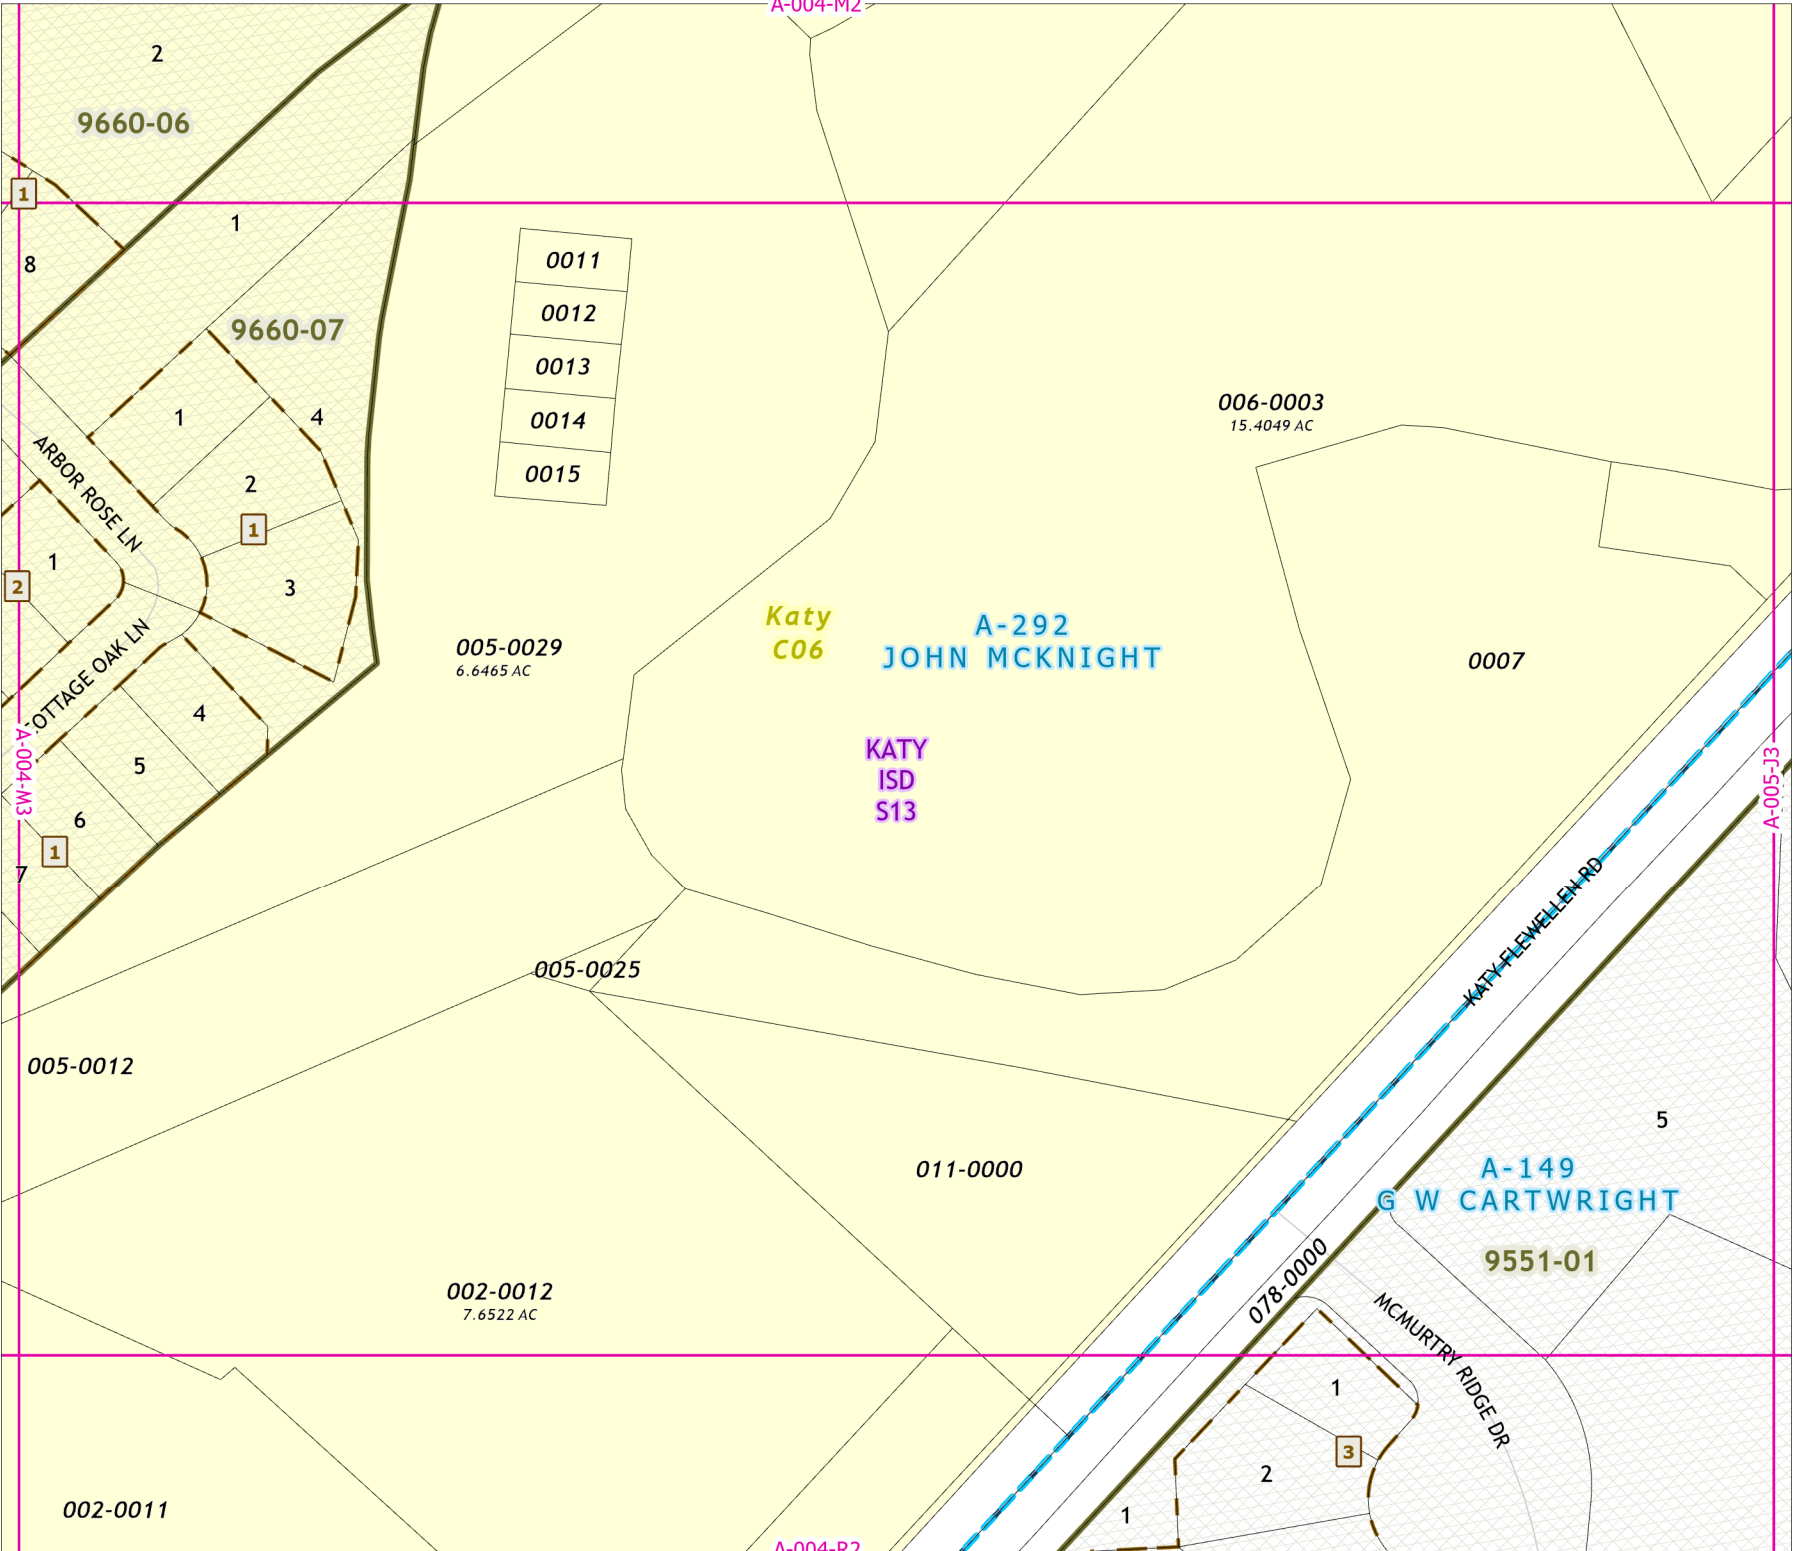 A-004-M2
2
9660-06
1
1
8
9660-07
0011
0012
0013
0014
0015
006-0003
15.4049 AC
1
4
2
1
3
ARBOR ROSE LN
1
2
OTTAGE OAK LN
005-0029
6.6465 AC
Katy
C06
A-292
JOHN MCKNIGHT
0007
KATY
ISD
S13
A-004-M3
A-005-J3
4
5
6
1
7
KATY FLEWELLEN RD
005-0025
005-0012
011-0000
5
A-149
G W CARTWRIGHT
9551-01
078-0000
002-0012
7.6522 AC
MCMURTRY RIDGE DR
1
3
2
1
002-0011
A-004-R2